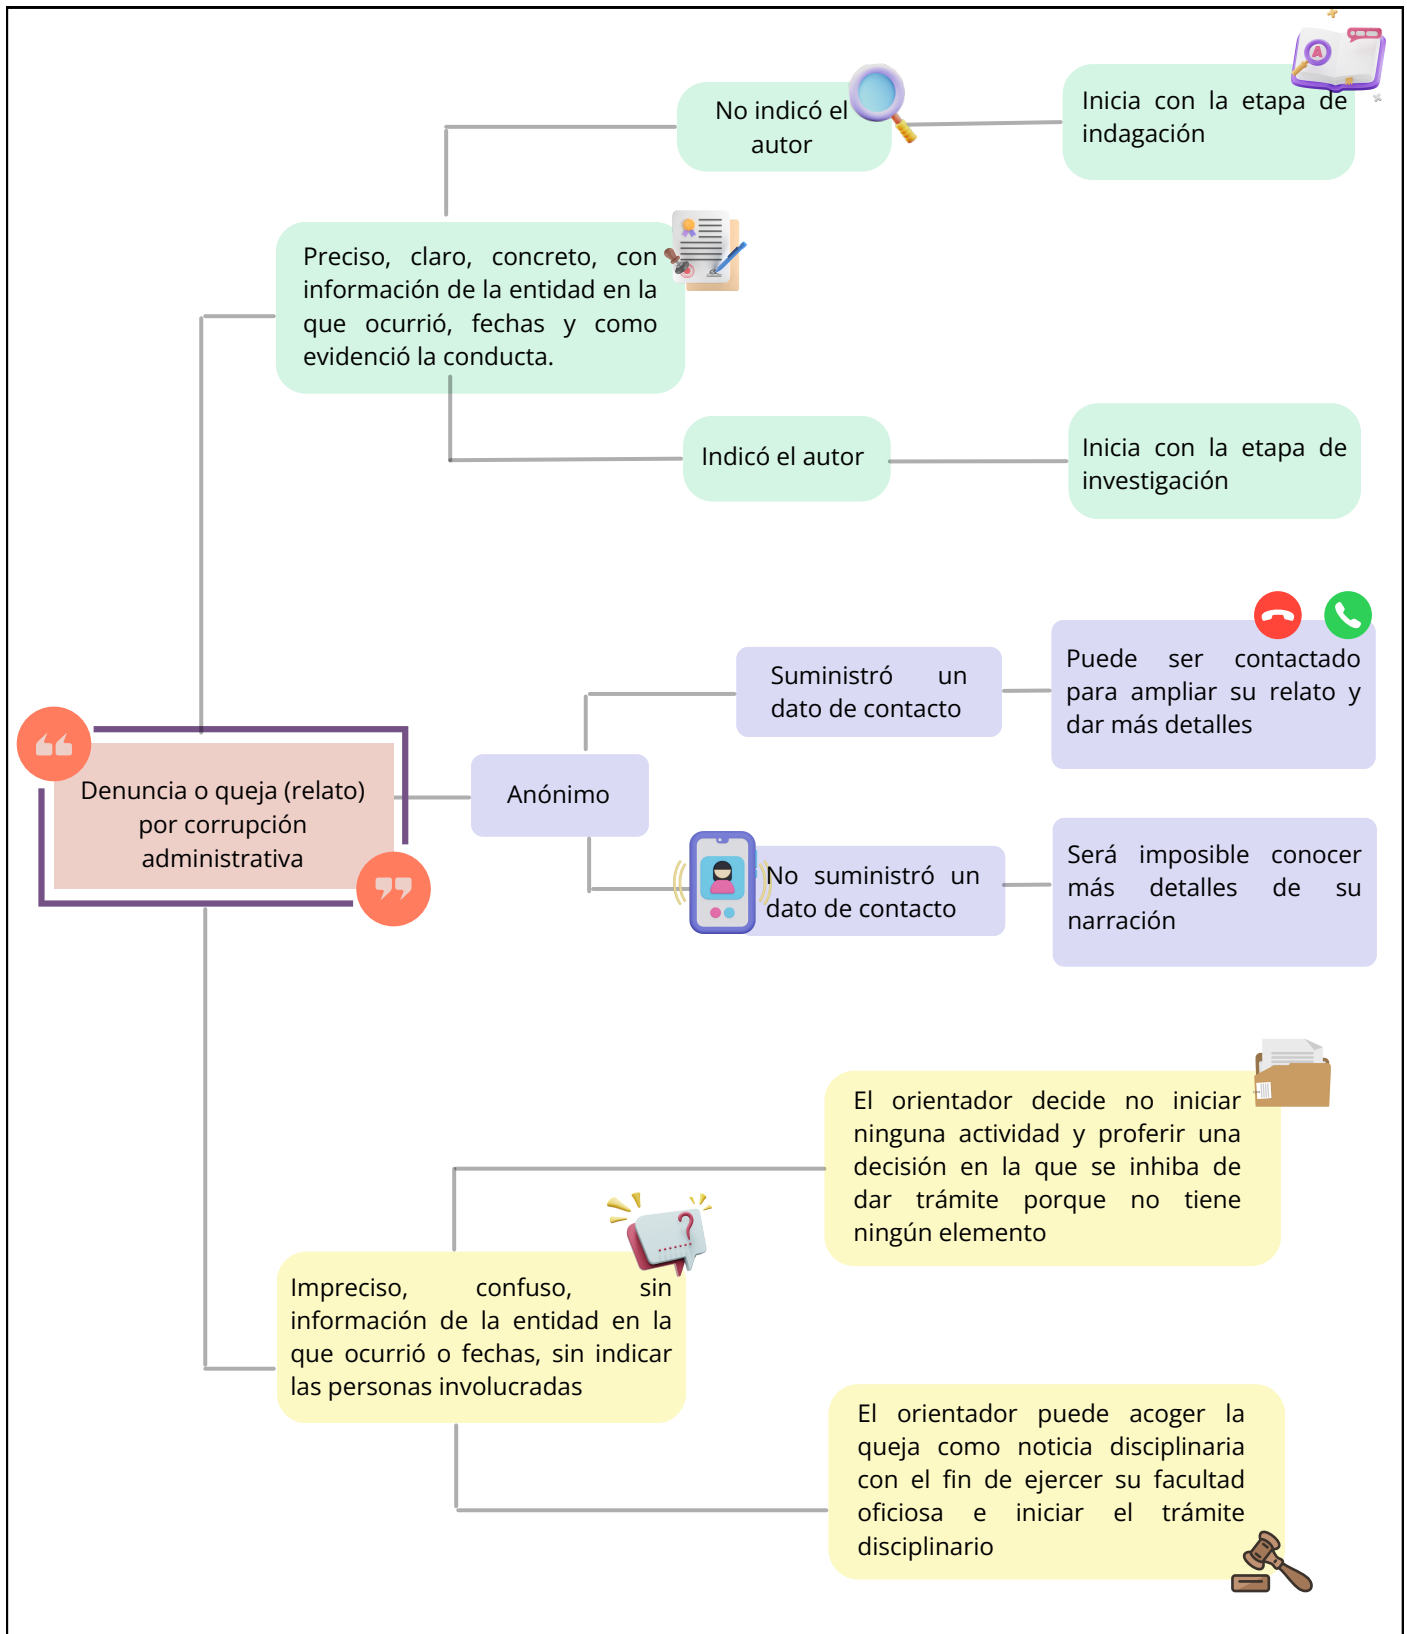 No indicó el
autor
Inicia con la etapa de
indagación
Preciso, claro, concreto, con
información de la entidad en la
que ocurrió, fechas y como
evidenció la conducta.
Indicó el autor
Inicia con la etapa de
investigación
Denuncia o queja (relato)
por corrupción
administrativa
Anónimo
Suministró un
dato de contacto
Puede ser contactado
para ampliar su relato y
dar más detalles
No suministró un
dato de contacto
Será imposible conocer
más detalles de su
narración
Impreciso, confuso, sin
información de la entidad en la
que ocurrió o fechas, sin indicar
las personas involucradas
El orientador decide no iniciar
ninguna actividad y proferir una
decisión en la que se inhiba de
dar trámite porque no tiene
ningún elemento
El orientador puede acoger la
queja como noticia disciplinaria
con el fin de ejercer su facultad
oficiosa e iniciar el trámite
disciplinario